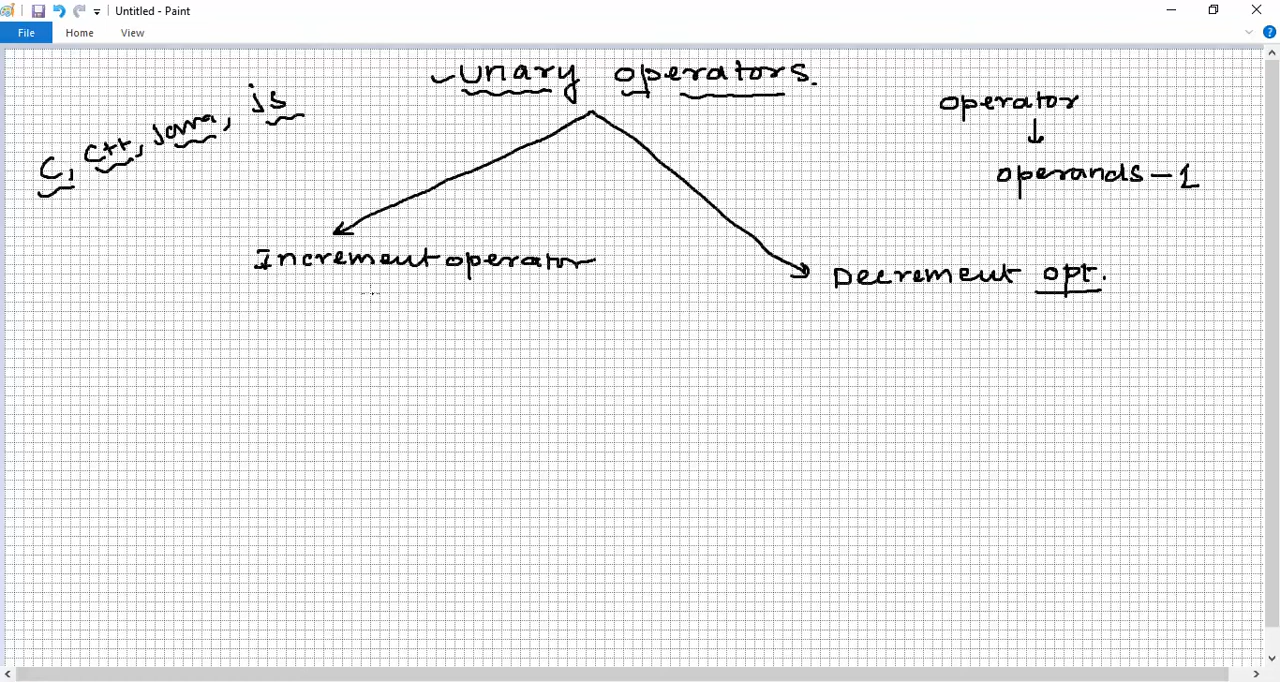 Untitled - Paint
File Home View
Unary operators.
C, C++, Java, js
operator
operands - 1
Increment operator
Decrement opt.